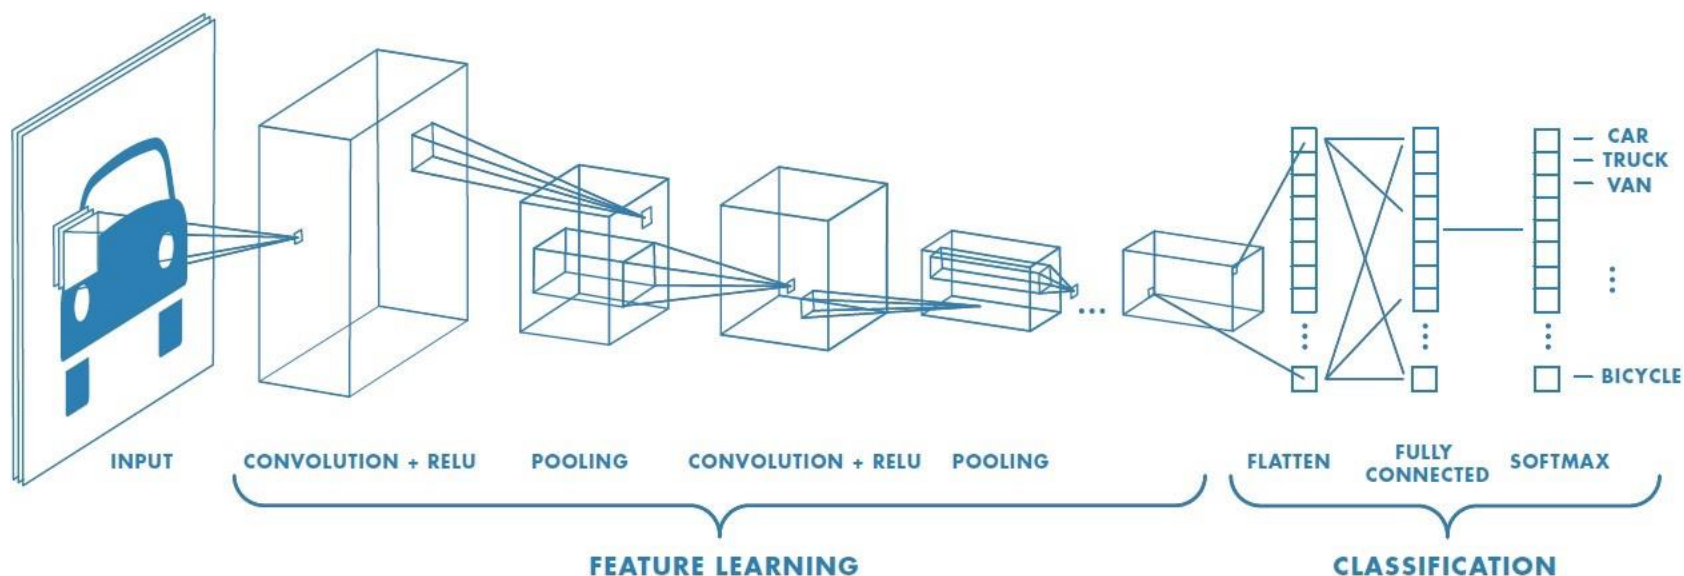 CAR
TRUCK
VAN
BICYCLE
INPUT
CONVOLUTION + RELU
POOLING
CONVOLUTION + RELU
POOLING
FLATTEN
FULLY
CONNECTED
SOFTMAX
FEATURE LEARNING
CLASSIFICATION